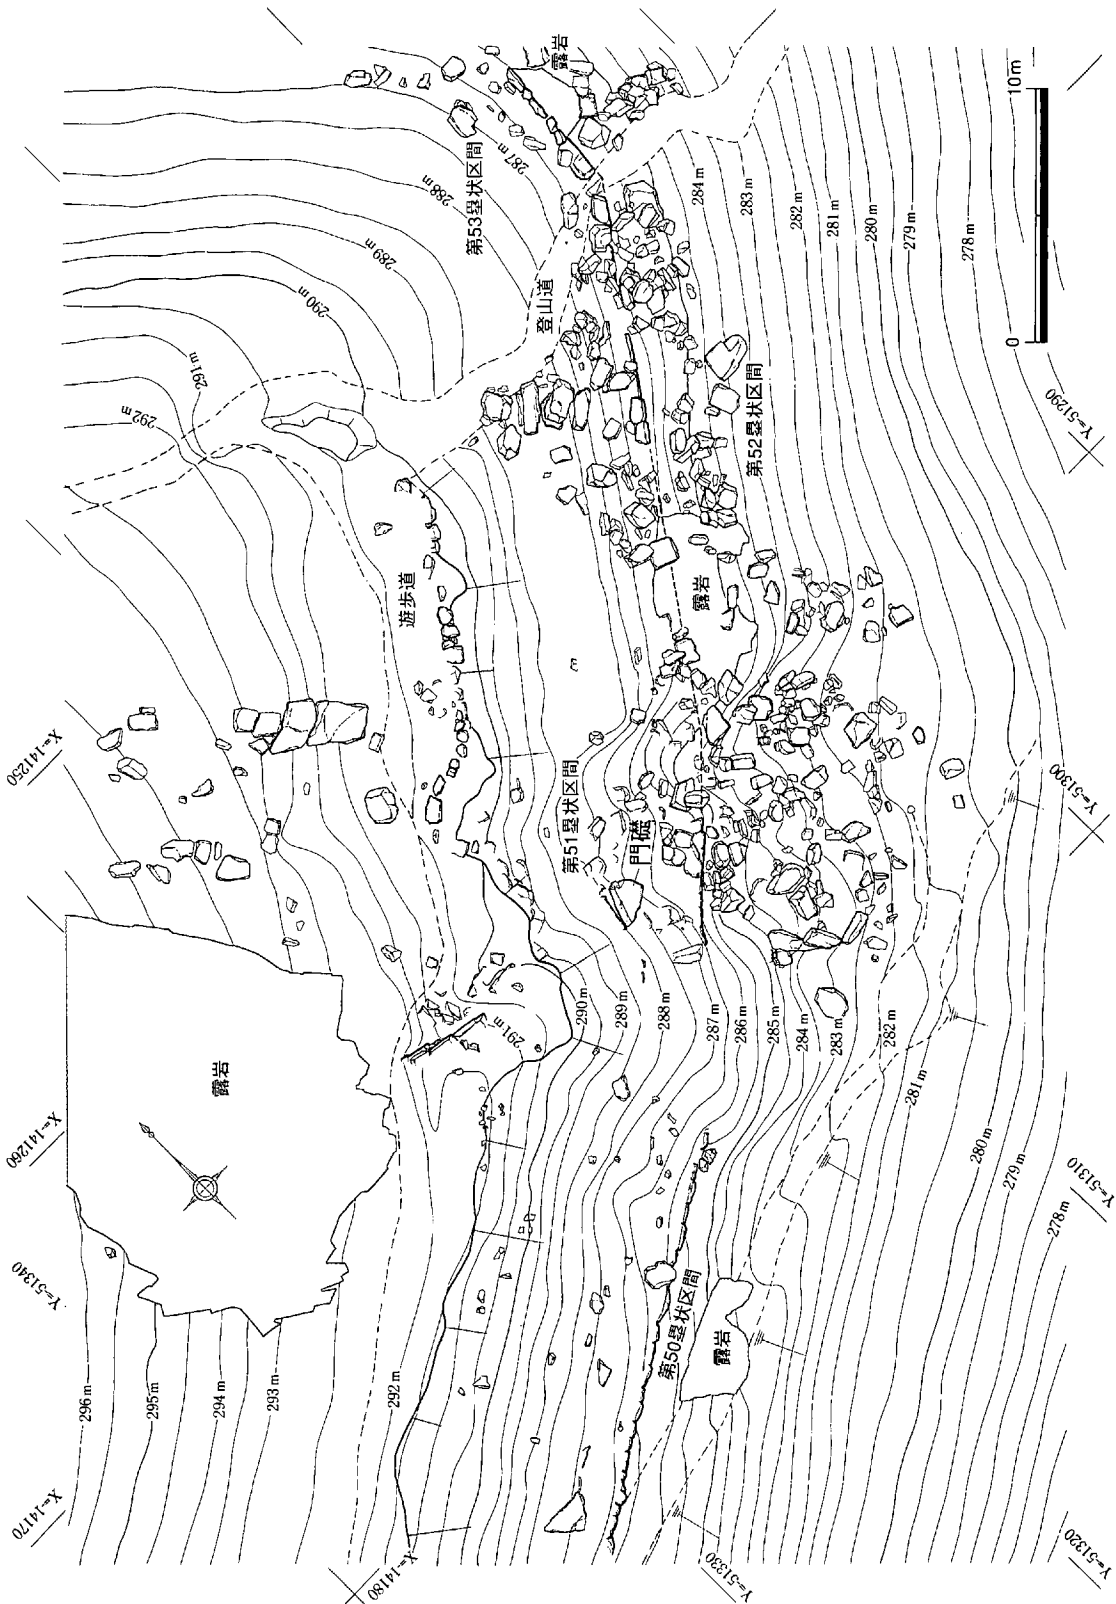 露岩
10m
0
第53塁状区間
287m
288m
289m
290m
291m
292m
登山道
284m
283m
282m
281m
280m
279m
278m
Y=-51290
第52塁状区間
遊歩道
露岩
X=-141250
第51塁状区間
門礎
Y=-51300
露岩
291m
290m
289m
288m
287m
286m
285m
284m
283m
282m
281m
280m
279m
278m
X=-141260
Y=-51310
Y=-51340
第50塁状区間
露岩
296m
295m
294m
293m
292m
X=-14170
X=-14180
Y=-51330
Y=-51320